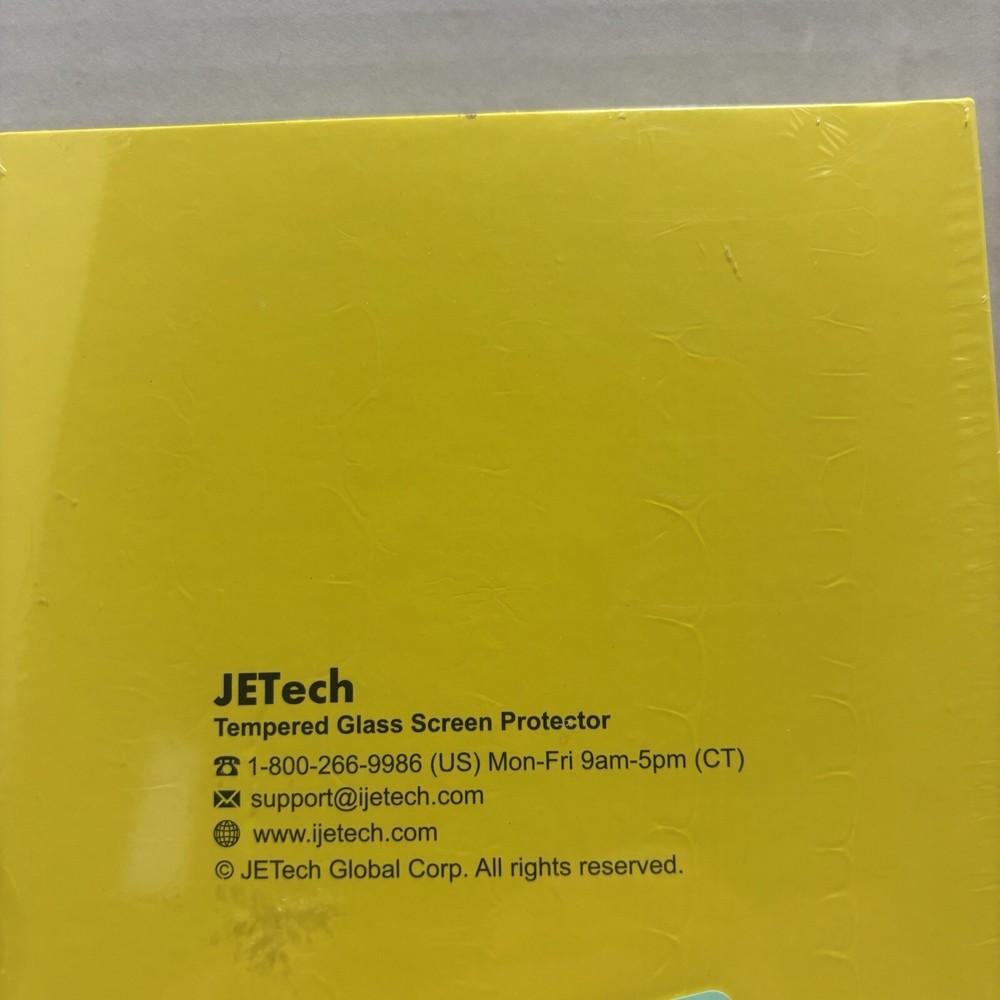 JETech
Tempered Glass Screen Protector
☎ 1-800-266-9986 (US) Mon-Fri 9am-5pm (CT)
support@ijetech.com
www.ijetech.com
© JETech Global Corp. All rights reserved.